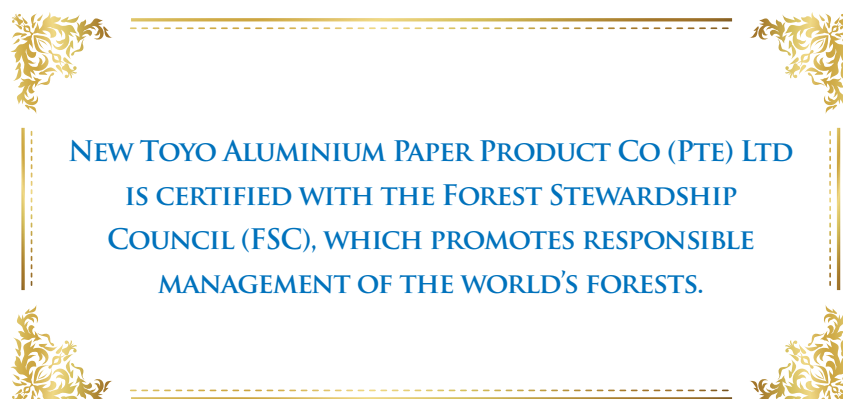 New Toyo Aluminium Paper Product Co (Pte) Ltd
is certified with the Forest Stewardship
Council (FSC), which promotes responsible
management of the world's forests.